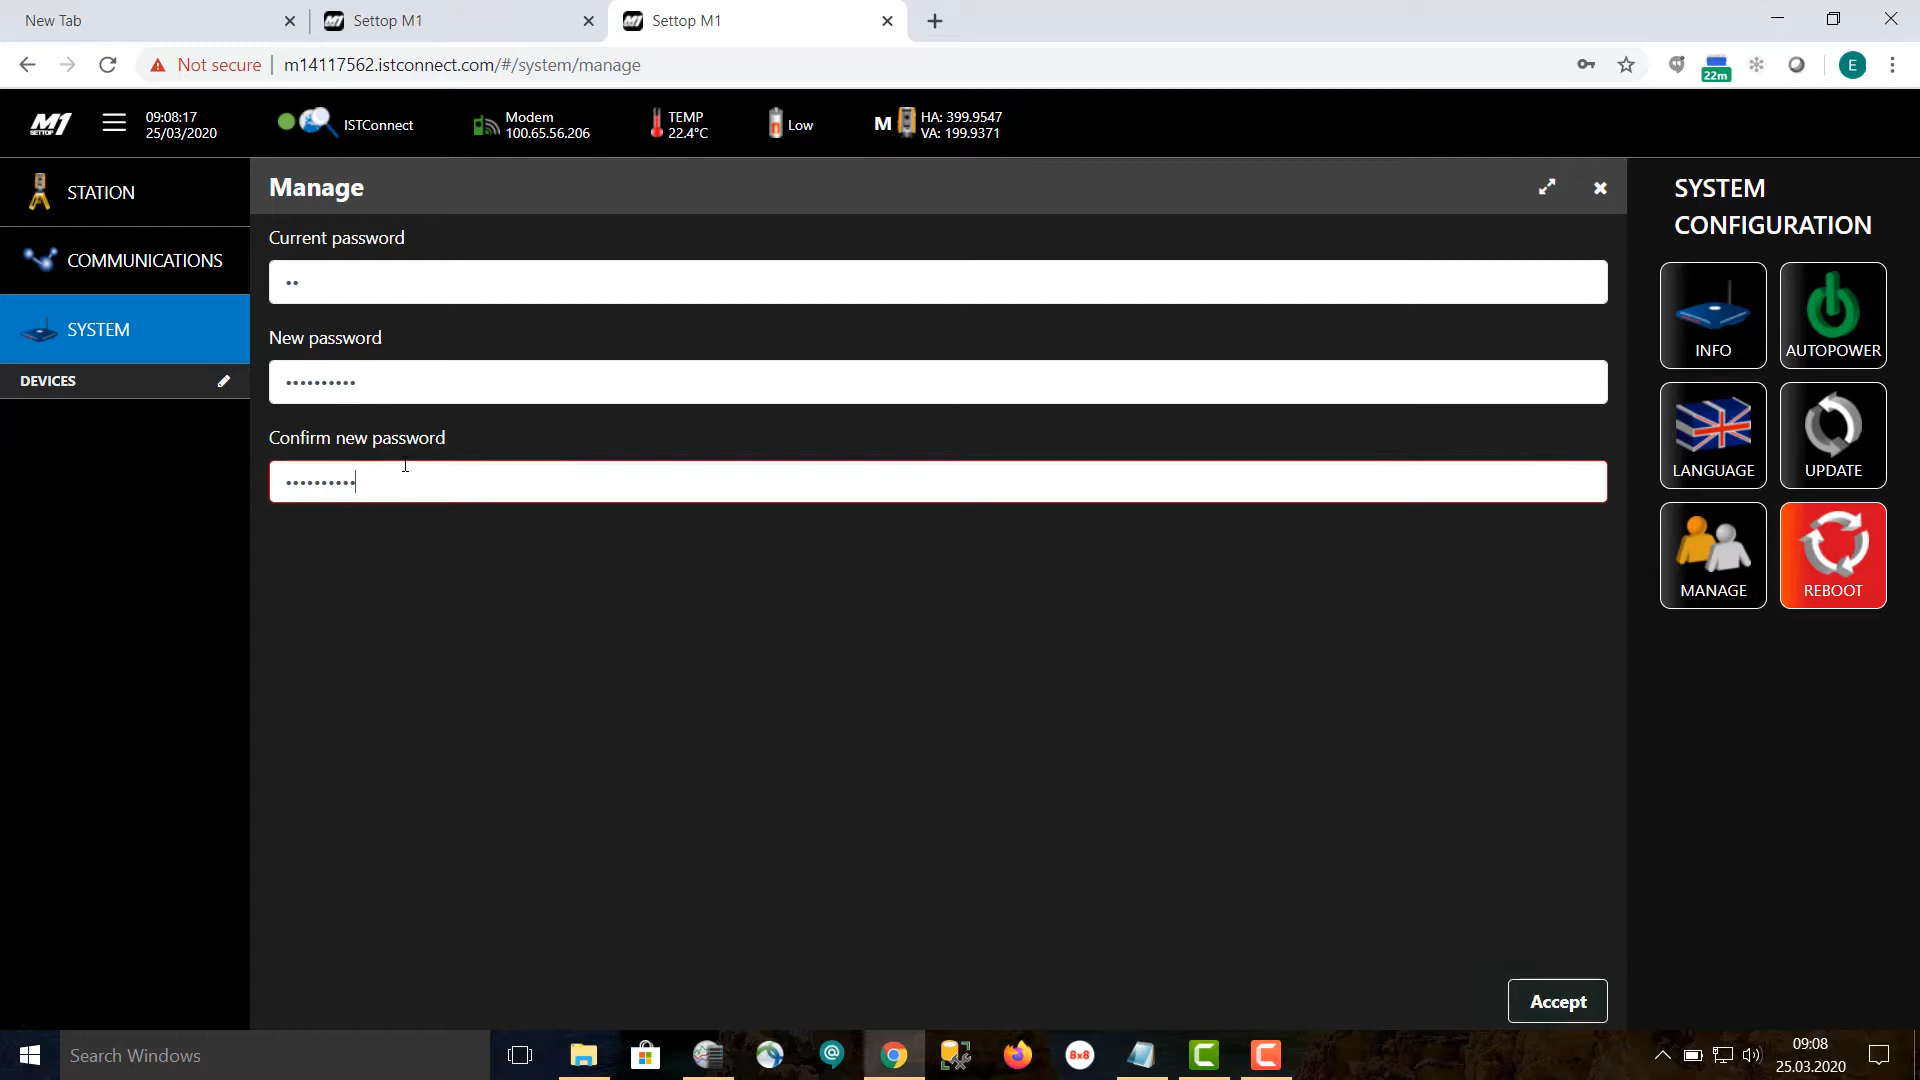 New Tab
Settop M1
Settop M1
Not secure
m14117562.istconnect.com/#/system/manage
22m
E
M1
SETTOP
09:08:17
25/03/2020
ISTConnect
Modem
100.65.56.206
TEMP
22.4°C
Low
M
HA: 399.9547
VA: 199.9371
STATION
COMMUNICATIONS
SYSTEM
DEVICES
Manage
Current password
••
New password
••••••••••
Confirm new password
••••••••••
Accept
SYSTEM
CONFIGURATION
INFO
AUTOPOWER
LANGUAGE
UPDATE
MANAGE
REBOOT
Search Windows
8x8
09:08
25.03.2020